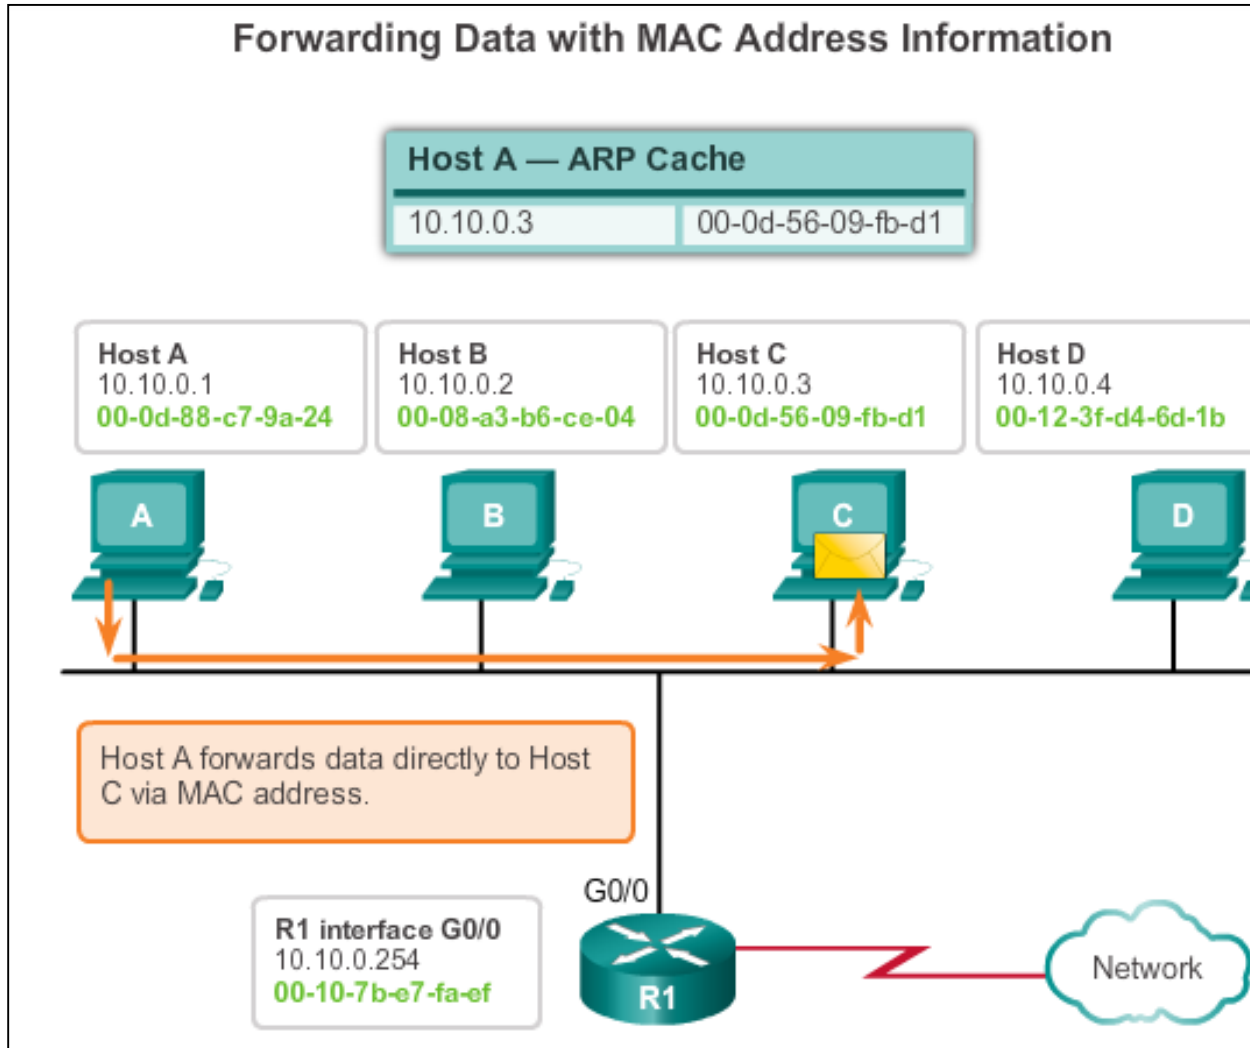 Forwarding Data with MAC Address Information
Host A — ARP Cache
10.10.0.3 00-0d-56-09-fb-d1
Host A
10.10.0.1
00-0d-88-c7-9a-24
Host B
10.10.0.2
00-08-a3-b6-ce-04
Host C
10.10.0.3
00-0d-56-09-fb-d1
Host D
10.10.0.4
00-12-3f-d4-6d-1b
A
B
C
D
Host A forwards data directly to Host
C via MAC address.
G0/0
R1 interface G0/0
10.10.0.254
00-10-7b-e7-fa-ef
R1
Network